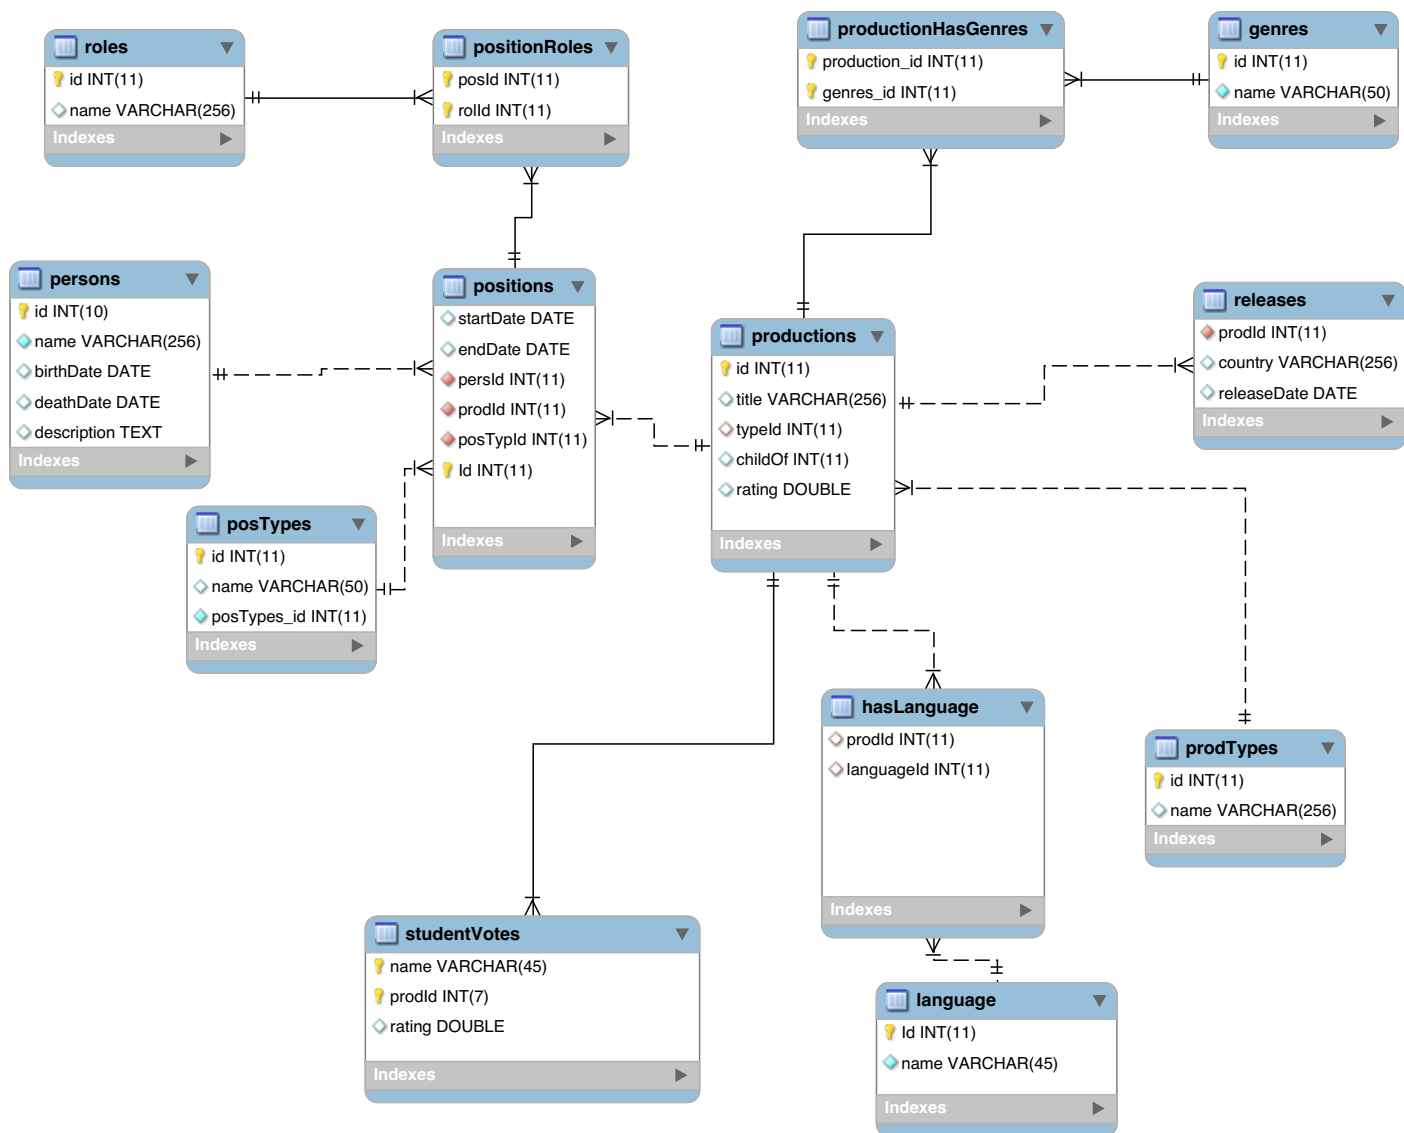 roles
id INT(11)
name VARCHAR(256)
Indexes
positionRoles
posId INT(11)
rolId INT(11)
Indexes
productionHasGenres
production_id INT(11)
genres_id INT(11)
Indexes
genres
id INT(11)
name VARCHAR(50)
Indexes
persons
id INT(10)
name VARCHAR(256)
birthDate DATE
deathDate DATE
description TEXT
Indexes
positions
startDate DATE
endDate DATE
persId INT(11)
prodId INT(11)
posTypId INT(11)
Id INT(11)
Indexes
productions
id INT(11)
title VARCHAR(256)
typeId INT(11)
childOf INT(11)
rating DOUBLE
Indexes
releases
prodId INT(11)
country VARCHAR(256)
releaseDate DATE
Indexes
posTypes
id INT(11)
name VARCHAR(50)
posTypes_id INT(11)
Indexes
hasLanguage
prodId INT(11)
languageId INT(11)
Indexes
prodTypes
id INT(11)
name VARCHAR(256)
Indexes
studentVotes
name VARCHAR(45)
prodId INT(7)
rating DOUBLE
Indexes
language
Id INT(11)
name VARCHAR(45)
Indexes